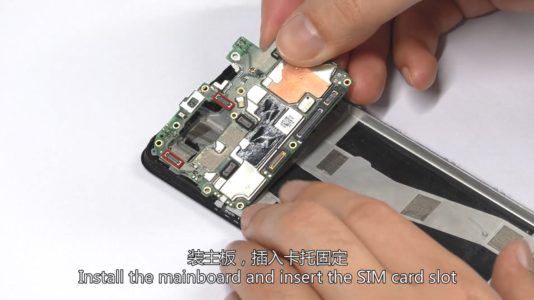 装主板，插入卡托固定
Install the mainboard and insert the SIM card slot